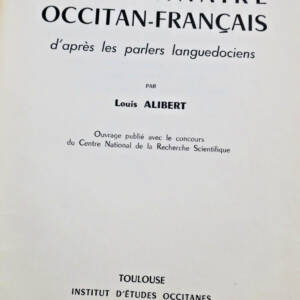 OCCITAN-FRANÇAIS
d'après les parlers languedociens
PAR
Louis ALIBERT
Ouvrage publié avec le concours
du Centre National de la Recherche Scientifique
TOULOUSE
INSTITUT D'ÉTUDES OCCITANES